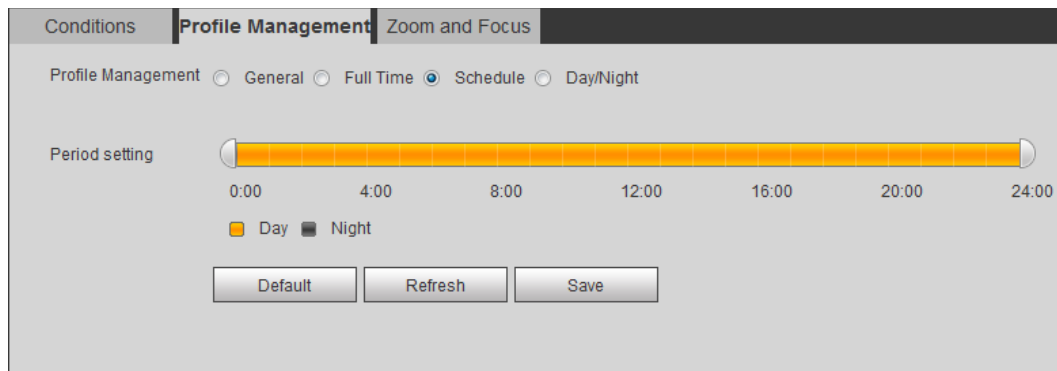 Conditions Profile Management Zoom and Focus
Profile Management General Full Time Schedule Day/Night
Period setting
0:00 4:00 8:00 12:00 16:00 20:00 24:00
Day Night
Default Refresh Save